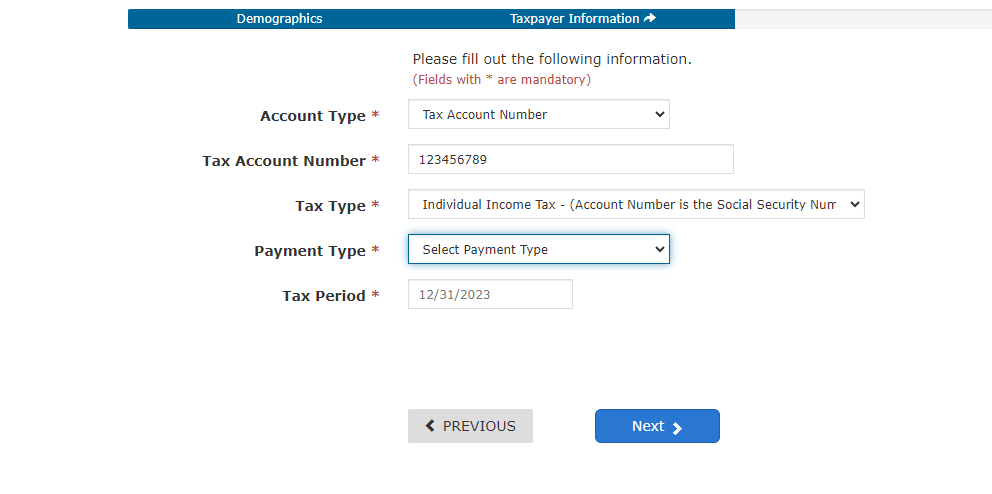 Demographics Taxpayer Information
Please fill out the following information.
(Fields with * are mandatory)
Account Type * Tax Account Number
Tax Account Number * 123456789
Tax Type * Individual Income Tax - (Account Number is the Social Security Num
Payment Type * Select Payment Type
Tax Period * 12/31/2023
PREVIOUS Next